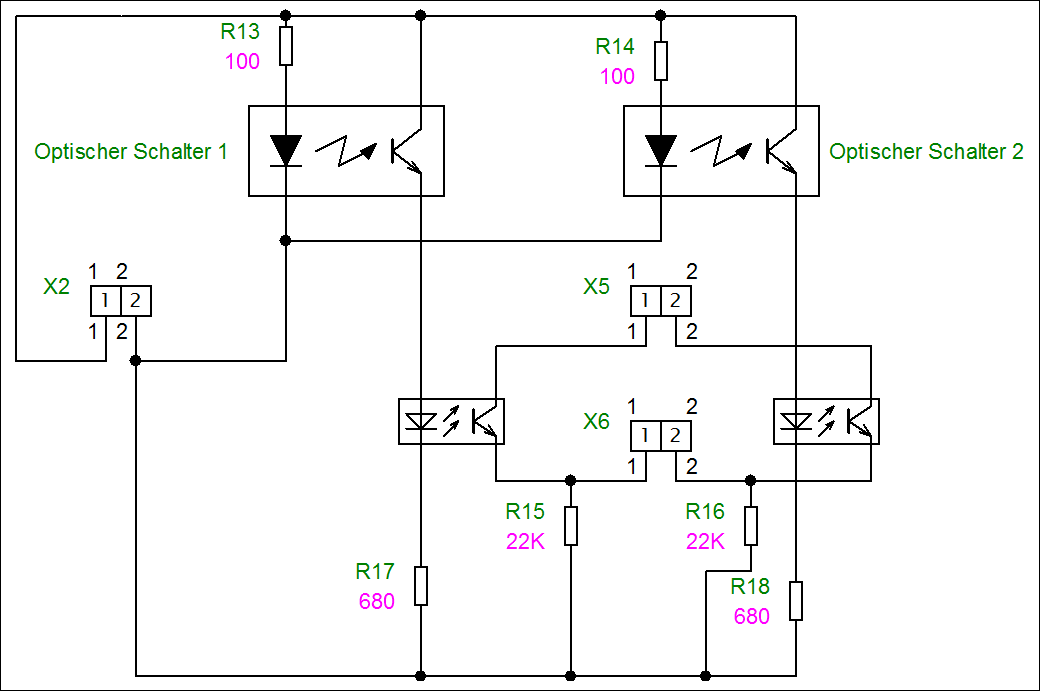 R13
100
R14
100
Optischer Schalter 1
Optischer Schalter 2
X2
1 2
1 2
1 2
X5
1 2
1 2
1 2
X6
1 2
1 2
1 2
R15
22K
R16
22K
R17
680
R18
680